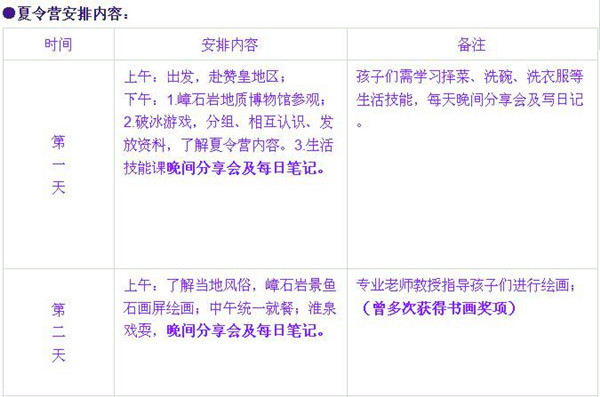 ●夏令营安排内容：
时间
安排内容
备注
第一天
上午：出发，赴赞皇地区；
下午：1.嶂石岩地质博物馆参观；
2.破冰游戏，分组、相互认识、发
放资料，了解夏令营内容。3.生活
技能课晚间分享会及每日笔记。
孩子们需学习择菜、洗碗、洗衣服等
生活技能，每天晚间分享会及写日记
。
第二天
上午：了解当地风俗，嶂石岩景鱼
石画屏绘画；中午统一就餐；淮泉
戏耍，晚间分享会及每日笔记。
专业老师教授指导孩子们进行绘画；
（曾多次获得书画奖项）